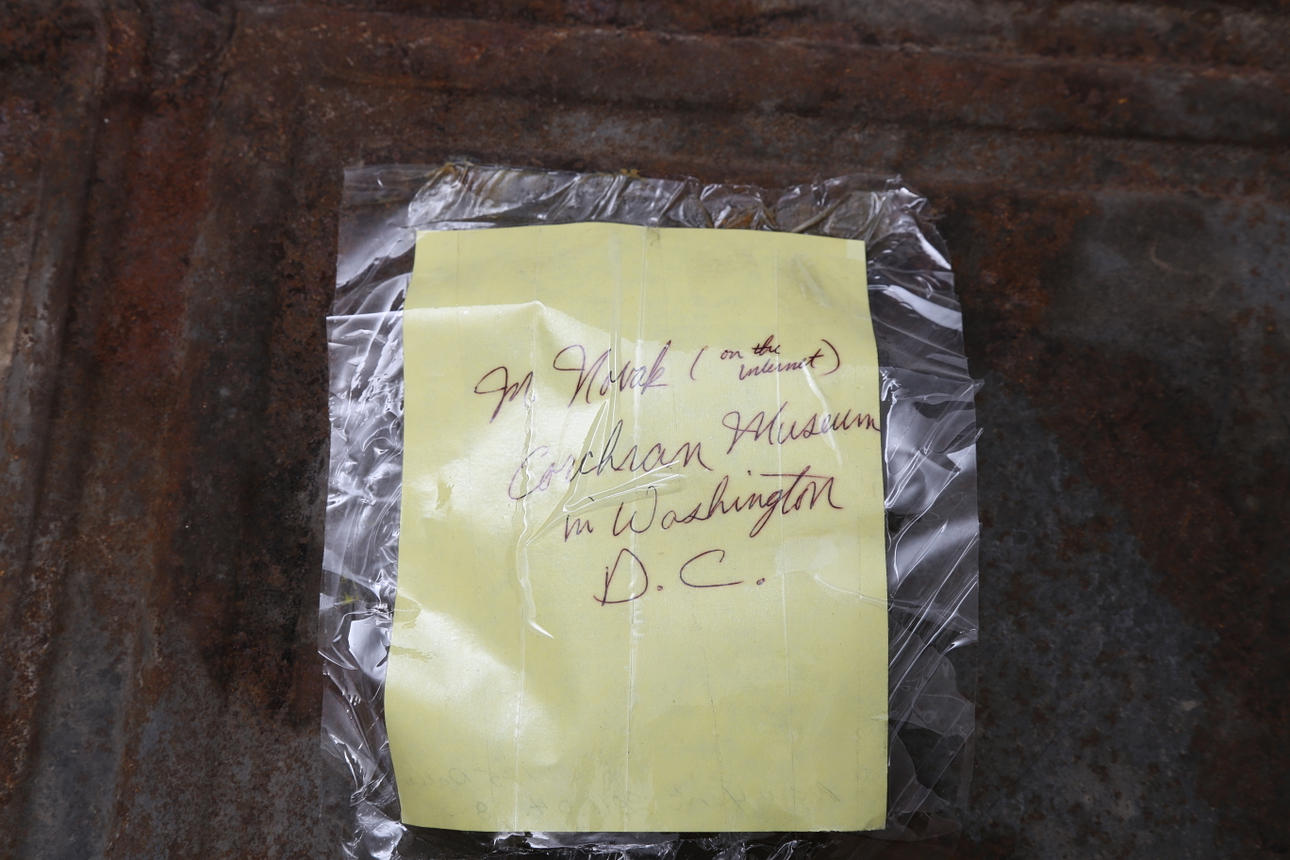 M Novak (on the internet)
Corchran Museum
in Washington
D.C.